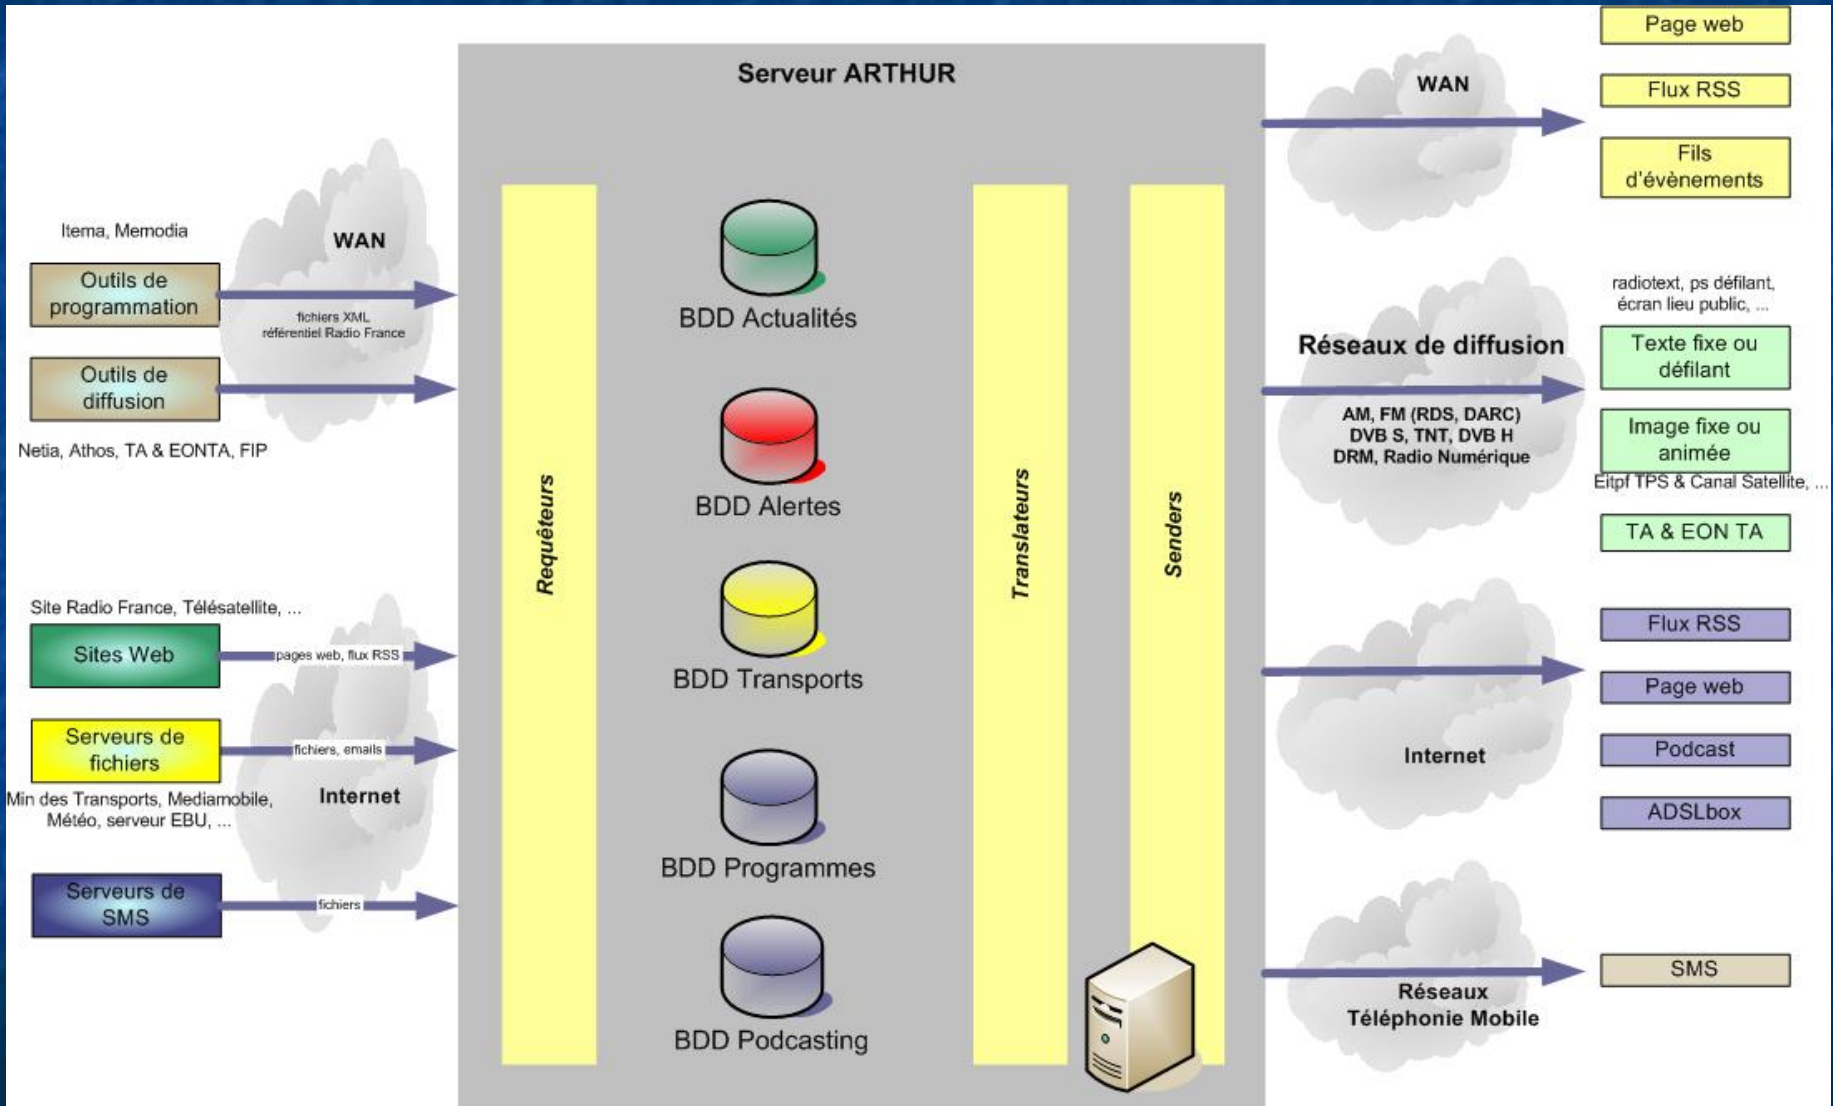 Serveur ARTHUR
Itema, Memodia
Outils de
programmation
WAN
fichiers XML
référentiel Radio France
Outils de
diffusion
Netia, Athos, TA & EONTA, FIP
Site Radio France, Télésatellite, ...
Sites Web
pages web, flux RSS
Serveurs de
fichiers
fichiers, emails
Min des Transports, Mediamobile,
Météo, serveur EBU, ...
Internet
Serveurs de
SMS
fichiers
Requêteurs
BDD Actualités
BDD Alertes
BDD Transports
BDD Programmes
BDD Podcasting
Translateurs
Senders
WAN
Page web
Flux RSS
Fils
d'évènements
Réseaux de diffusion
AM, FM (RDS, DARC)
DVB S, TNT, DVB H
DRM, Radio Numérique
radiotext, ps défilant,
écran lieu public, ...
Texte fixe ou
défilant
Image fixe ou
animée
Eitpf TPS & Canal Satellite, ...
TA & EON TA
Internet
Flux RSS
Page web
Podcast
ADSLbox
Réseaux
Téléphonie Mobile
SMS